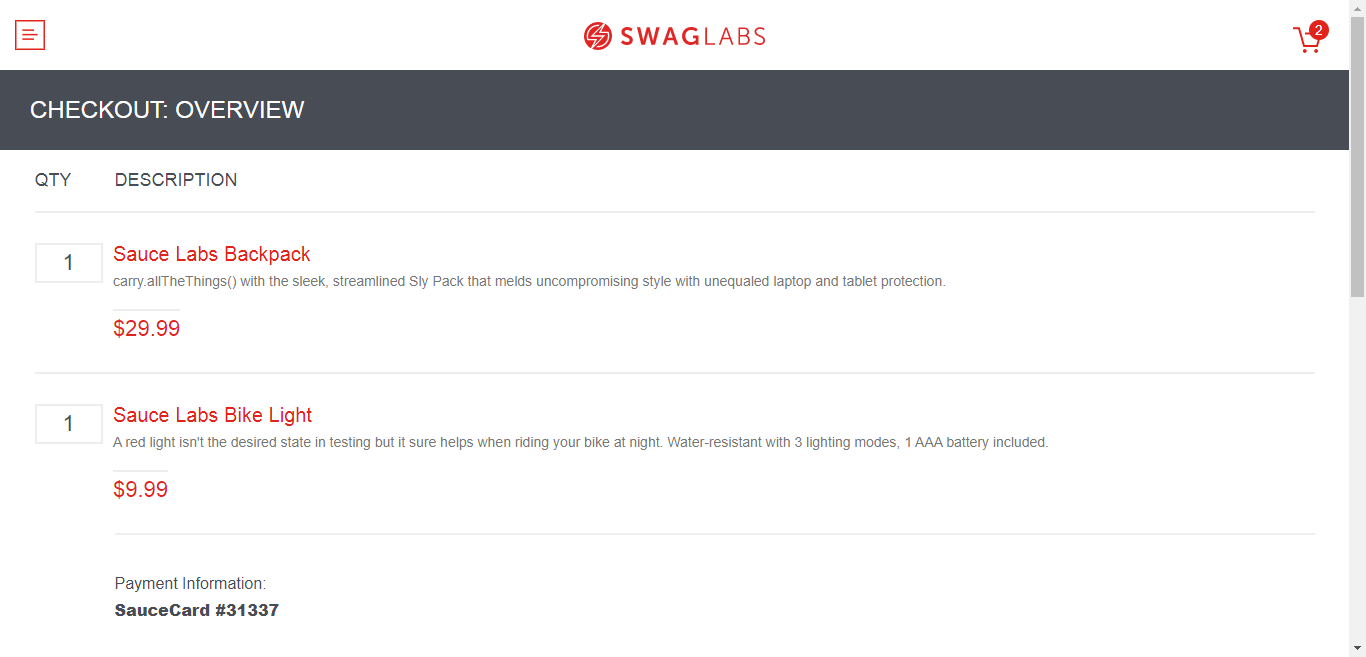 SWAGLABS
2
CHECKOUT: OVERVIEW
QTY DESCRIPTION
1 Sauce Labs Backpack
carry.allTheThings() with the sleek, streamlined Sly Pack that melds uncompromising style with unequaled laptop and tablet protection.
$29.99
1 Sauce Labs Bike Light
A red light isn't the desired state in testing but it sure helps when riding your bike at night. Water-resistant with 3 lighting modes, 1 AAA battery included.
$9.99
Payment Information:
SauceCard #31337